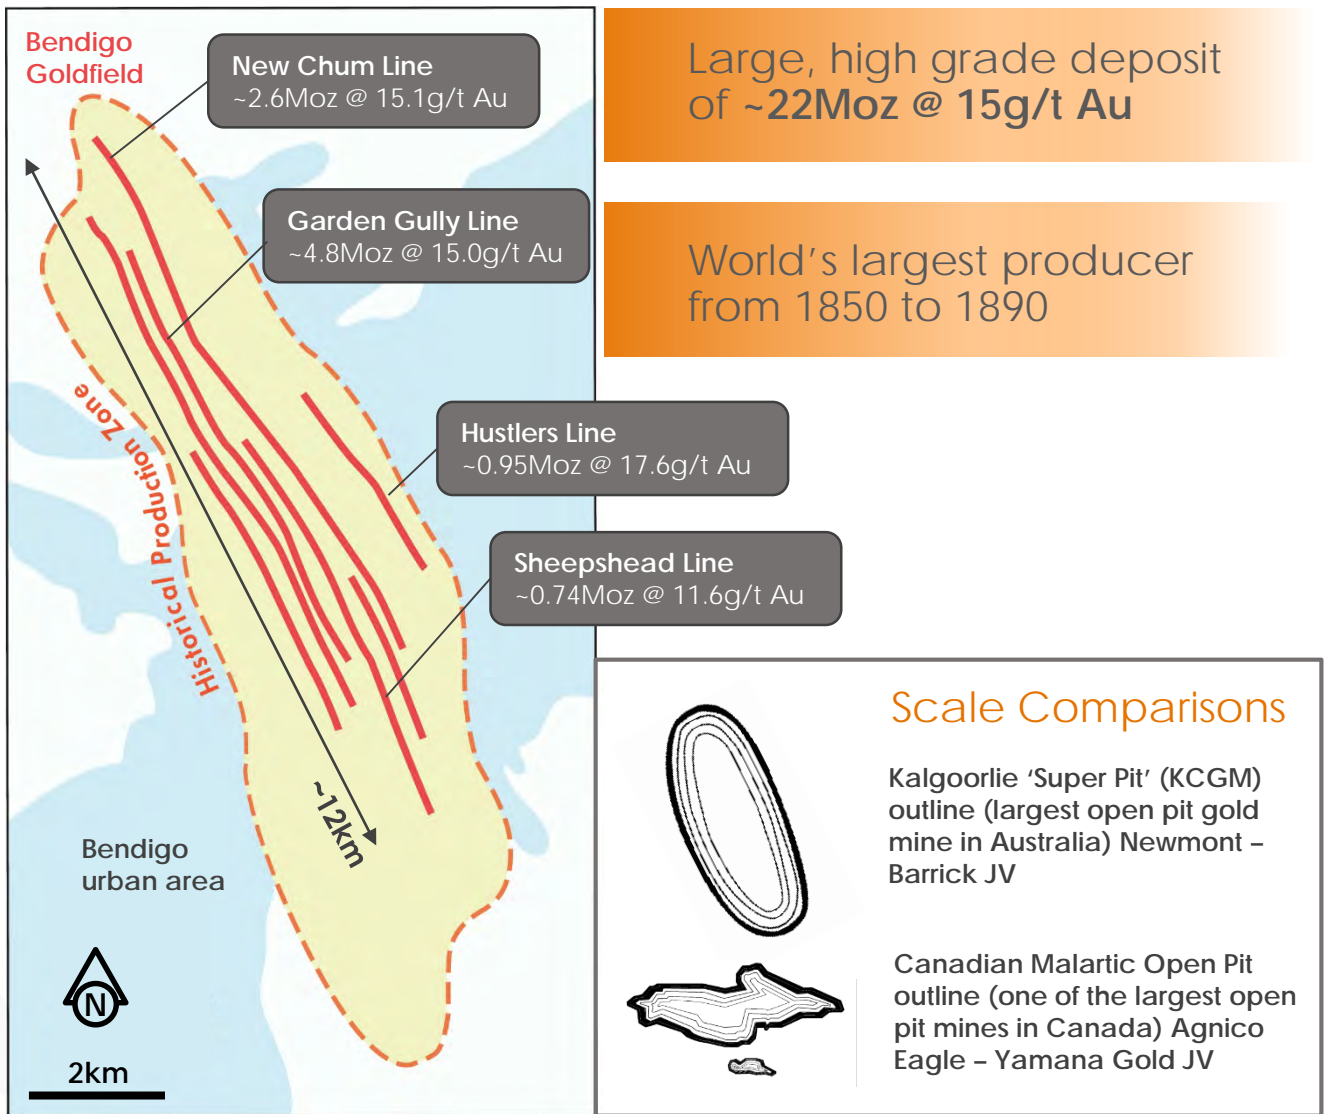 Bendigo
Goldfield
New Chum Line
~2.6Moz @ 15.1g/t Au
Garden Gully Line
~4.8Moz @ 15.0g/t Au
Hustlers Line
~0.95Moz @ 17.6g/t Au
Sheepshead Line
~0.74Moz @ 11.6g/t Au
Historical Production Zone
~12km
Bendigo
urban area
N
2km
Large, high grade deposit
of ~22Moz @ 15g/t Au
World's largest producer
from 1850 to 1890
Scale Comparisons
Kalgoorlie ‘Super Pit’ (KCGM)
outline (largest open pit gold
mine in Australia) Newmont –
Barrick JV
Canadian Malartic Open Pit
outline (one of the largest open
pit mines in Canada) Agnico
Eagle – Yamana Gold JV